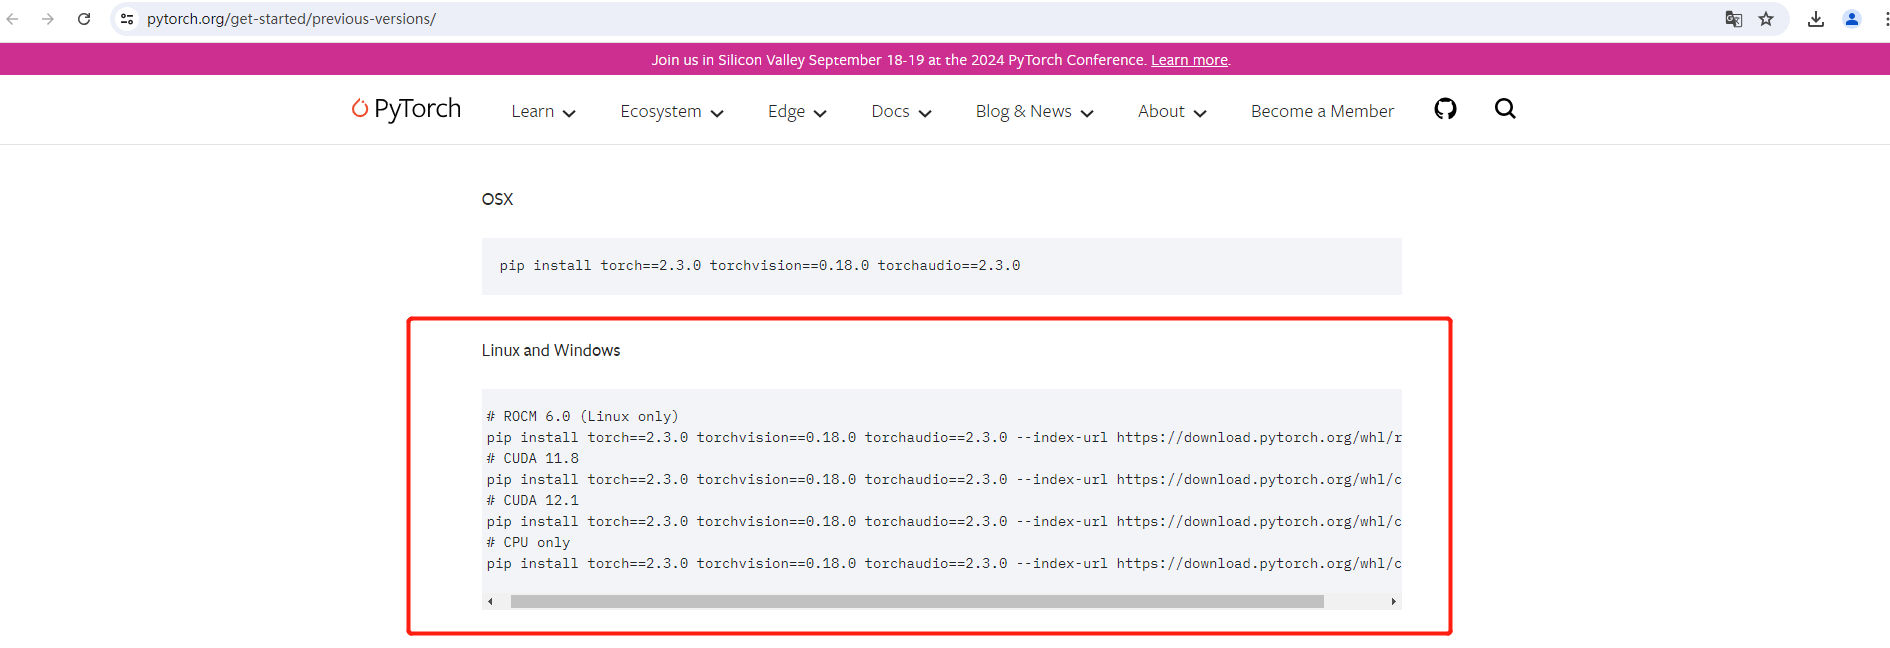 pytorch.org/get-started/previous-versions/
Join us in Silicon Valley September 18-19 at the 2024 PyTorch Conference. Learn more.
PyTorch Learn Ecosystem Edge Docs Blog & News About Become a Member
OSX
pip install torch==2.3.0 torchvision==0.18.0 torchaudio==2.3.0
Linux and Windows
# ROCM 6.0 (Linux only)
pip install torch==2.3.0 torchvision==0.18.0 torchaudio==2.3.0 --index-url https://download.pytorch.org/whl/r
# CUDA 11.8
pip install torch==2.3.0 torchvision==0.18.0 torchaudio==2.3.0 --index-url https://download.pytorch.org/whl/c
# CUDA 12.1
pip install torch==2.3.0 torchvision==0.18.0 torchaudio==2.3.0 --index-url https://download.pytorch.org/whl/c
# CPU only
pip install torch==2.3.0 torchvision==0.18.0 torchaudio==2.3.0 --index-url https://download.pytorch.org/whl/c